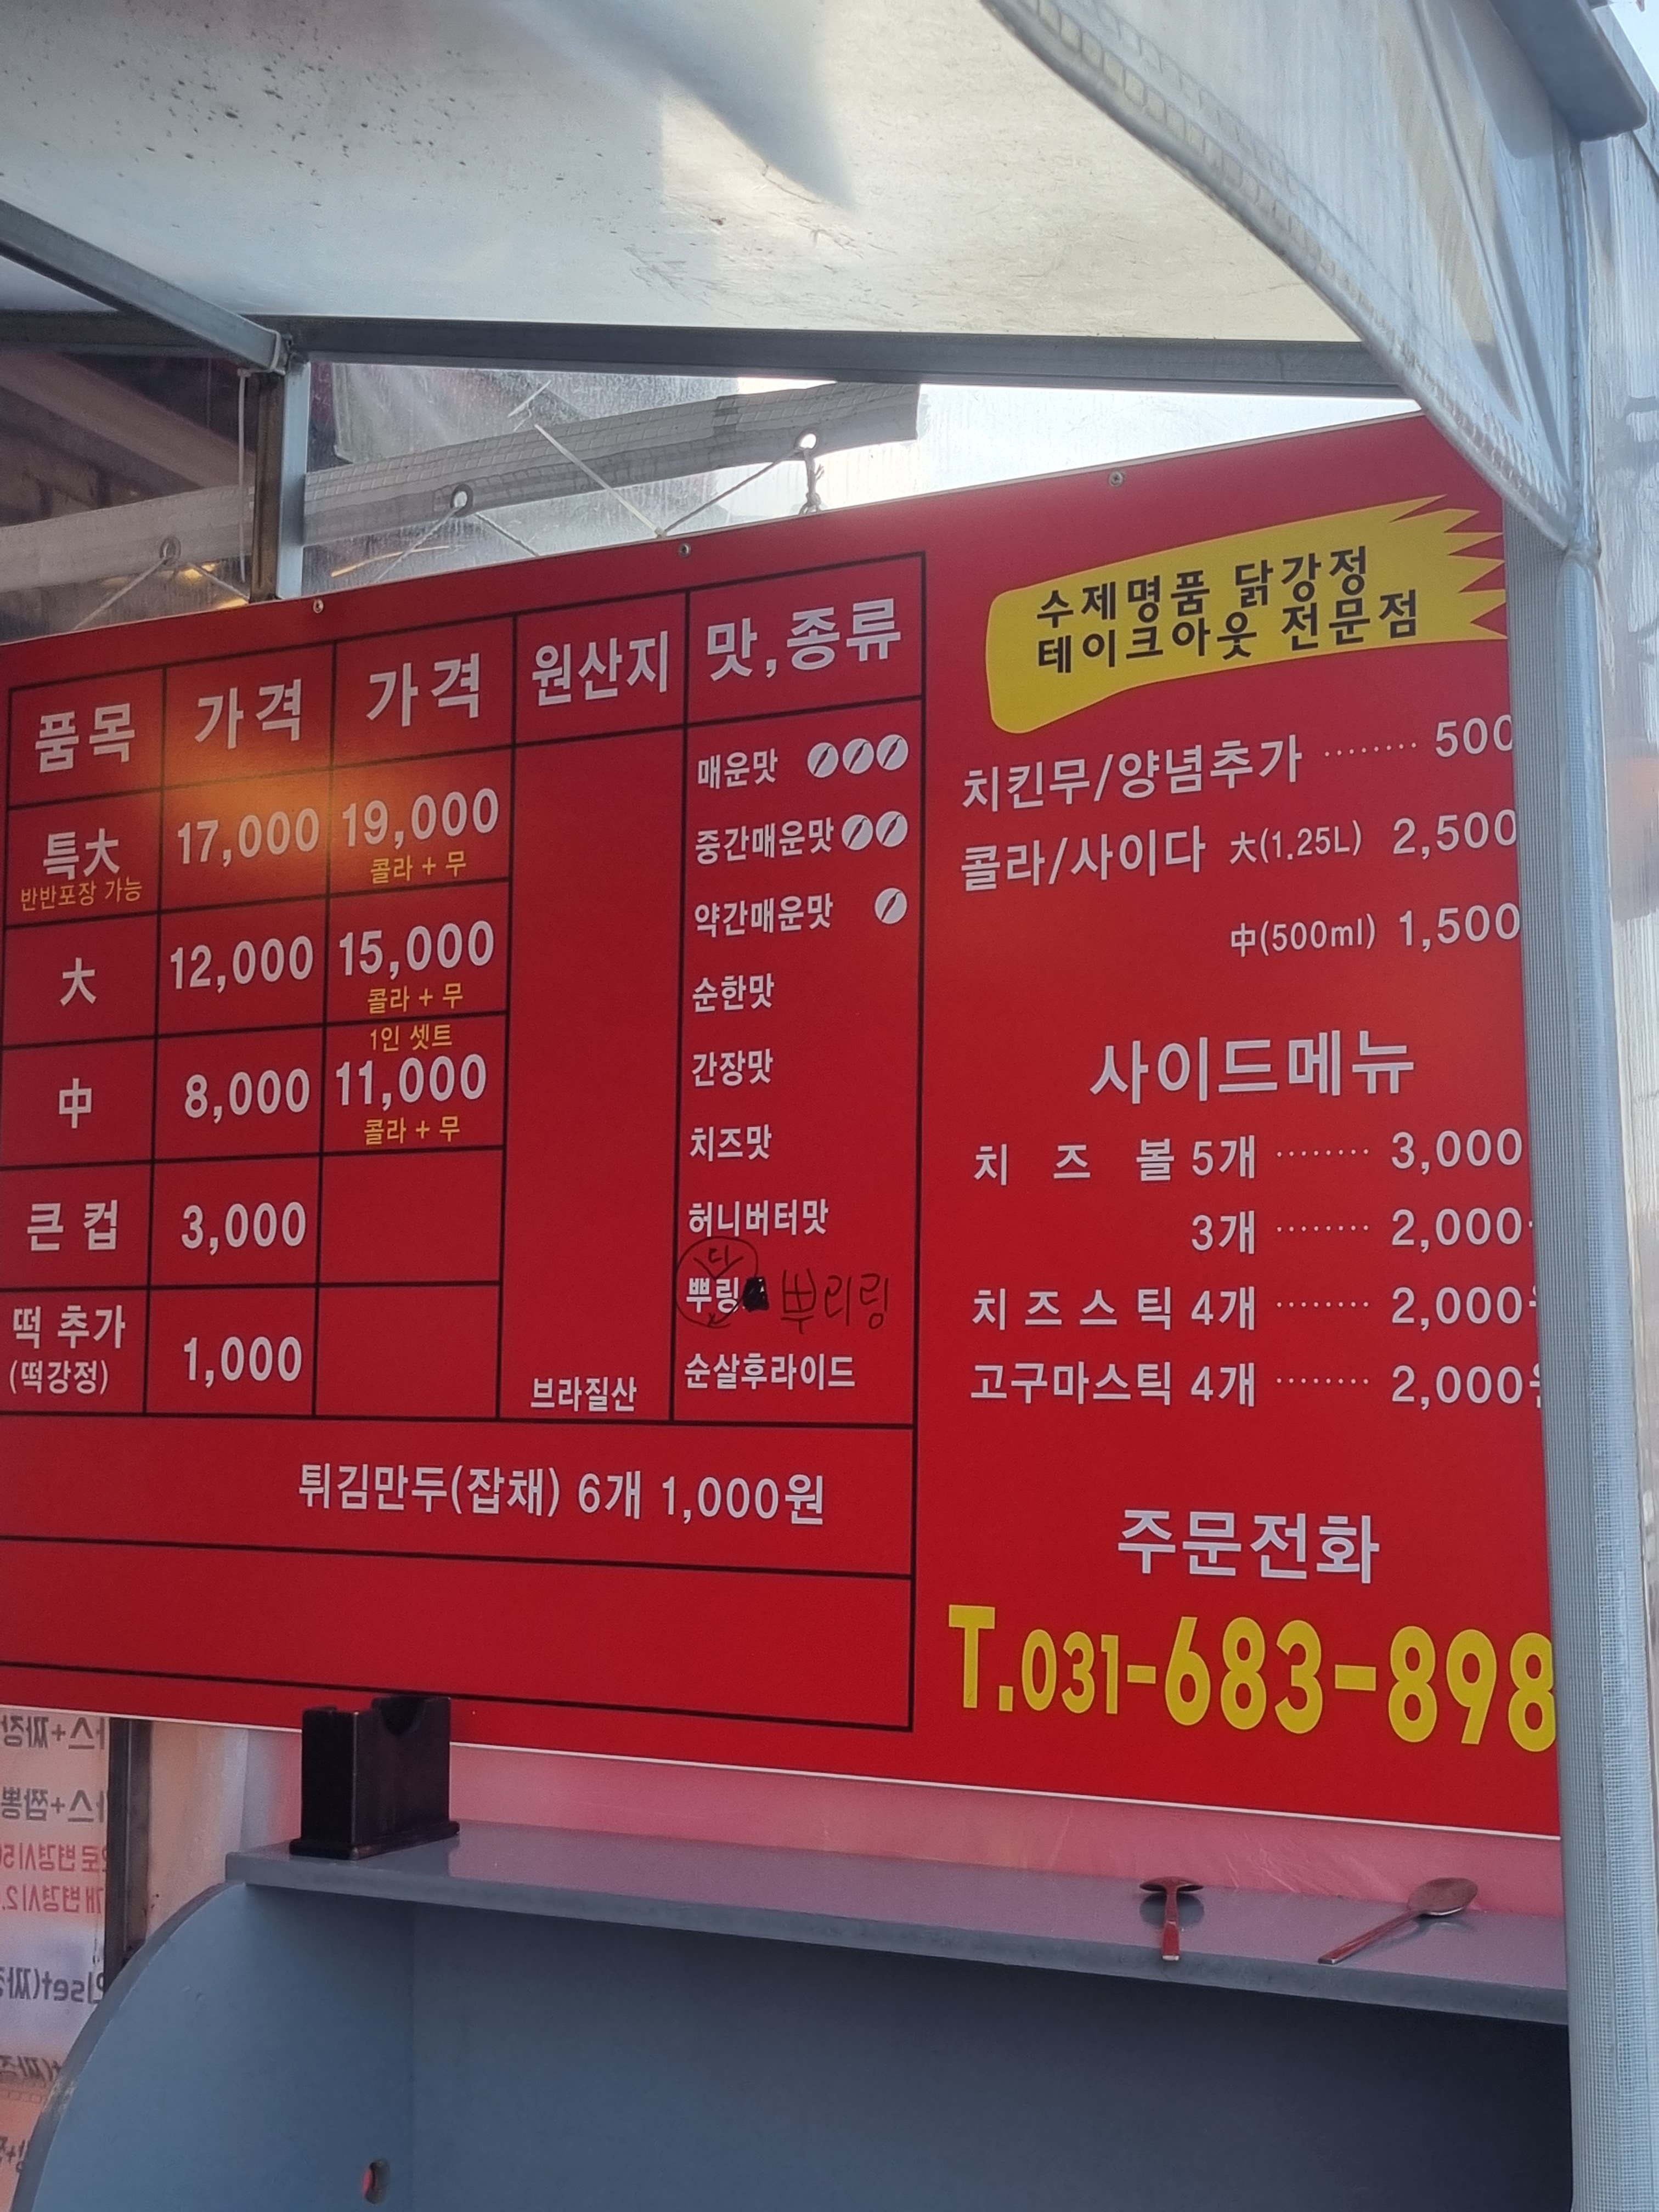 수제명품 닭강정
테이크아웃 전문점
품목 가격 가격 원산지 맛,종류
특大 17,000 19,000
반반포장 가능 콜라 + 무
大 12,000 15,000
콜라 + 무
1인 셋트
中 8,000 11,000
콜라 + 무
큰 컵 3,000
떡 추가 1,000
(떡강정)
브라질산
매운맛
중간매운맛
약간매운맛
순한맛
간장맛
치즈맛
허니버터맛
뿌링 뿌리링
순살후라이드
튀김만두(잡채) 6개 1,000원
치킨무/양념추가 ........ 500
콜라/사이다 大(1.25L) 2,500
中(500ml) 1,500
사이드메뉴
치 즈 볼 5개 ........ 3,000
3개 ........ 2,000
치즈스틱 4개 ........ 2,000
고구마스틱 4개 ........ 2,000
주문전화
T.031-683-898